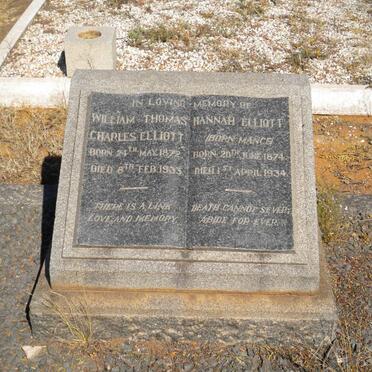 IN LOVING MEMORY OF
WILLIAM THOMAS
CHARLES ELLIOTT
BORN 24TH MAY. 1872.
DIED 8TH FEB. 1933.
THERE IS A LINK
LOVE AND MEMORY
HANNAH ELLIOTT
(BORN MANCE)
BORN 20TH JUNE 1874.
DIED 1ST APRIL 1934.
DEATH CANNOT SEVER;
ABIDE FOR EVER.